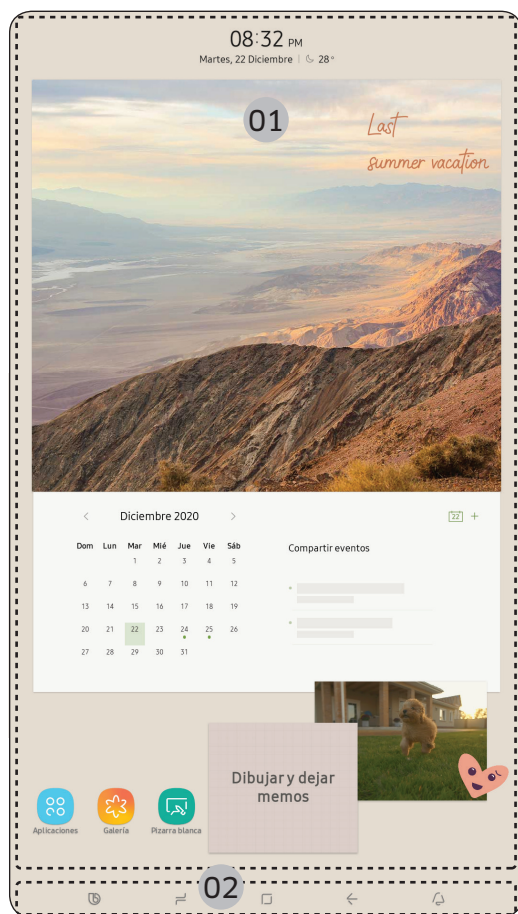 08:32 PM
Martes, 22 Diciembre | 28°
01
Last
summer vacation
Diciembre 2020
22
Dom Lun Mar Mié Jue Vie Sáb
1 2 3 4 5
6 7 8 9 10 11 12
13 14 15 16 17 18 19
20 21 22 23 24 25 26
27 28 29 30 31
Compartir eventos
Dibujar y dejar
memos
Aplicaciones
Galería
Pizarra blanca
02